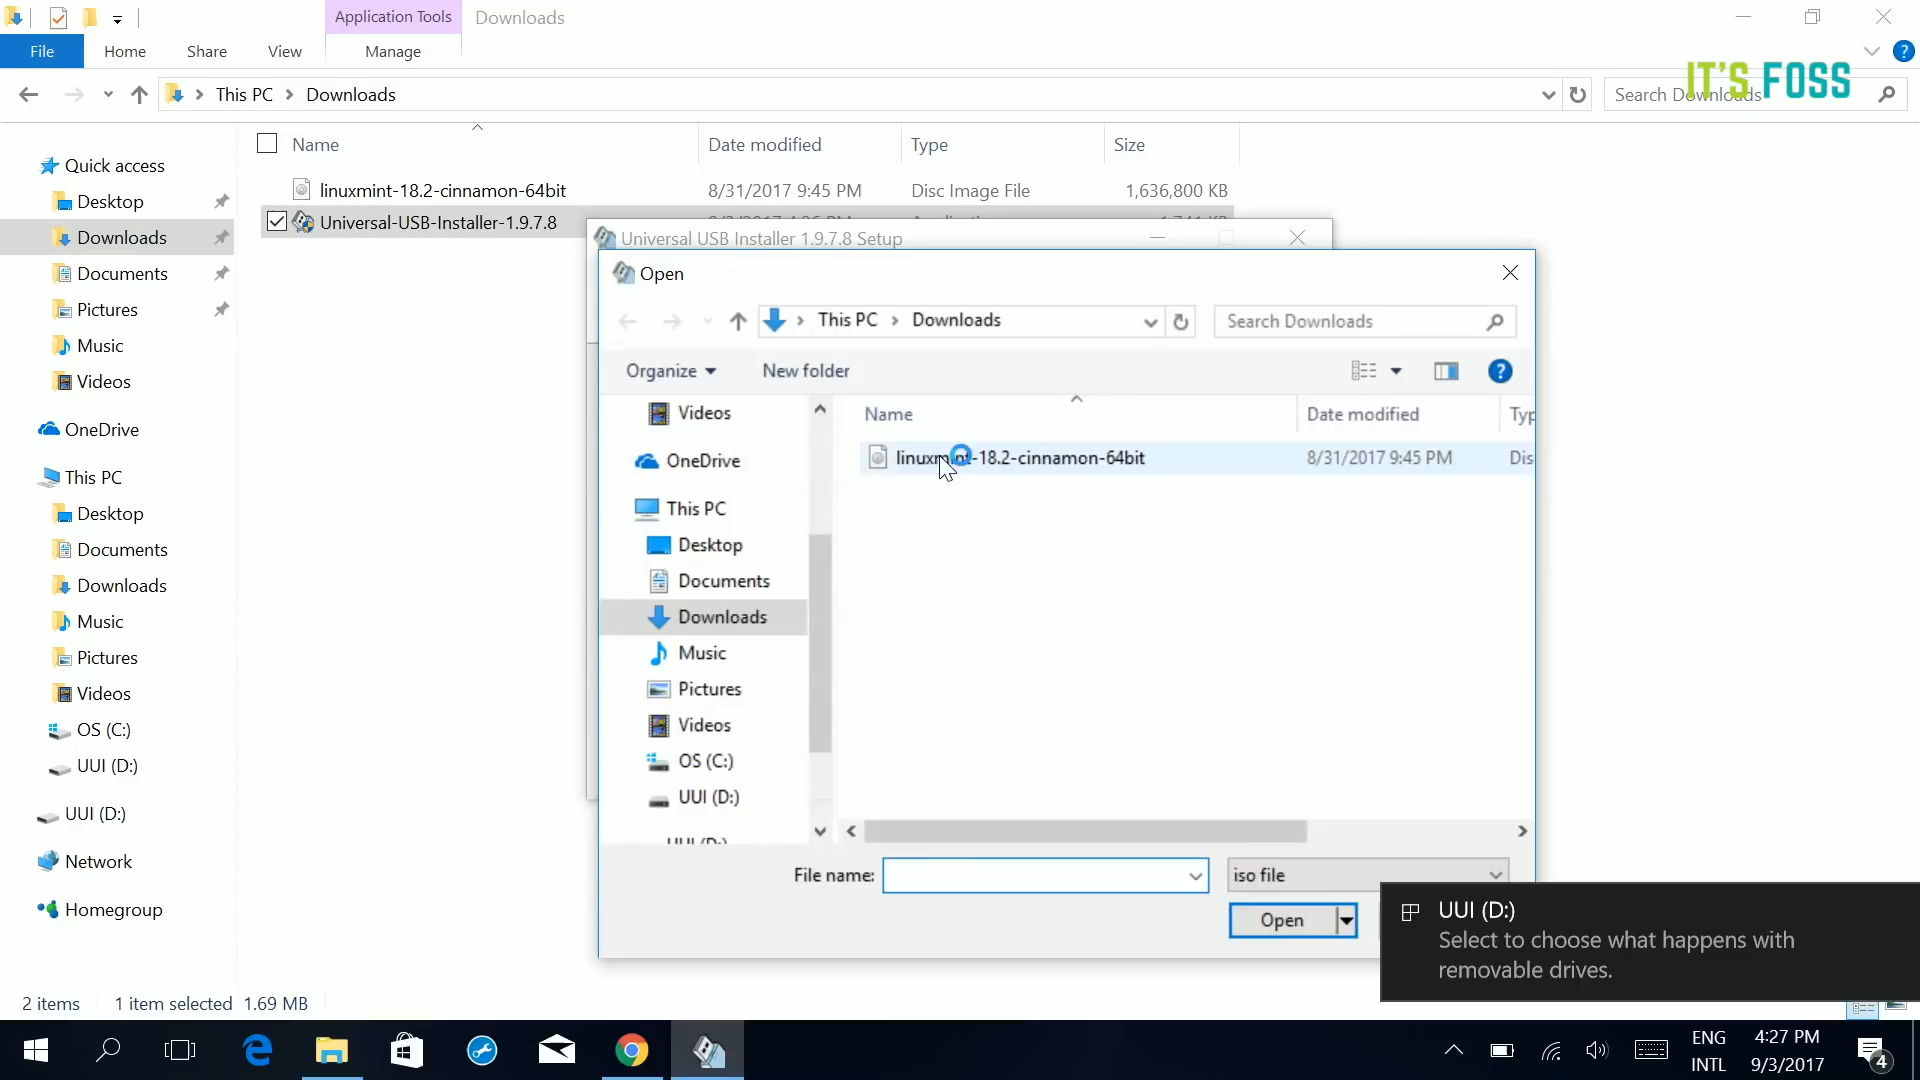 Application Tools
Downloads
File
Home
Share
View
Manage
This PC > Downloads
Search Downloads
IT'S FOSS
Name
Date modified
Type
Size
Quick access
Desktop
Downloads
Documents
Pictures
Music
Videos
OneDrive
This PC
Desktop
Documents
Downloads
Music
Pictures
Videos
OS (C:)
UUI (D:)
UUI (D:)
Network
Homegroup
linuxmint-18.2-cinnamon-64bit 8/31/2017 9:45 PM Disc Image File 1,636,800 KB
Universal-USB-Installer-1.9.7.8
Universal USB Installer 1.9.7.8 Setup
Open
This PC > Downloads
Search Downloads
Organize
New folder
Videos
OneDrive
This PC
Desktop
Documents
Downloads
Music
Pictures
Videos
OS (C:)
UUI (D:)
Name
Date modified
Typ
linuxmint-18.2-cinnamon-64bit 8/31/2017 9:45 PM Dis
File name:
iso file
Open
UUI (D:)
Select to choose what happens with
removable drives.
2 items 1 item selected 1.69 MB
ENG
INTL
4:27 PM
9/3/2017
4